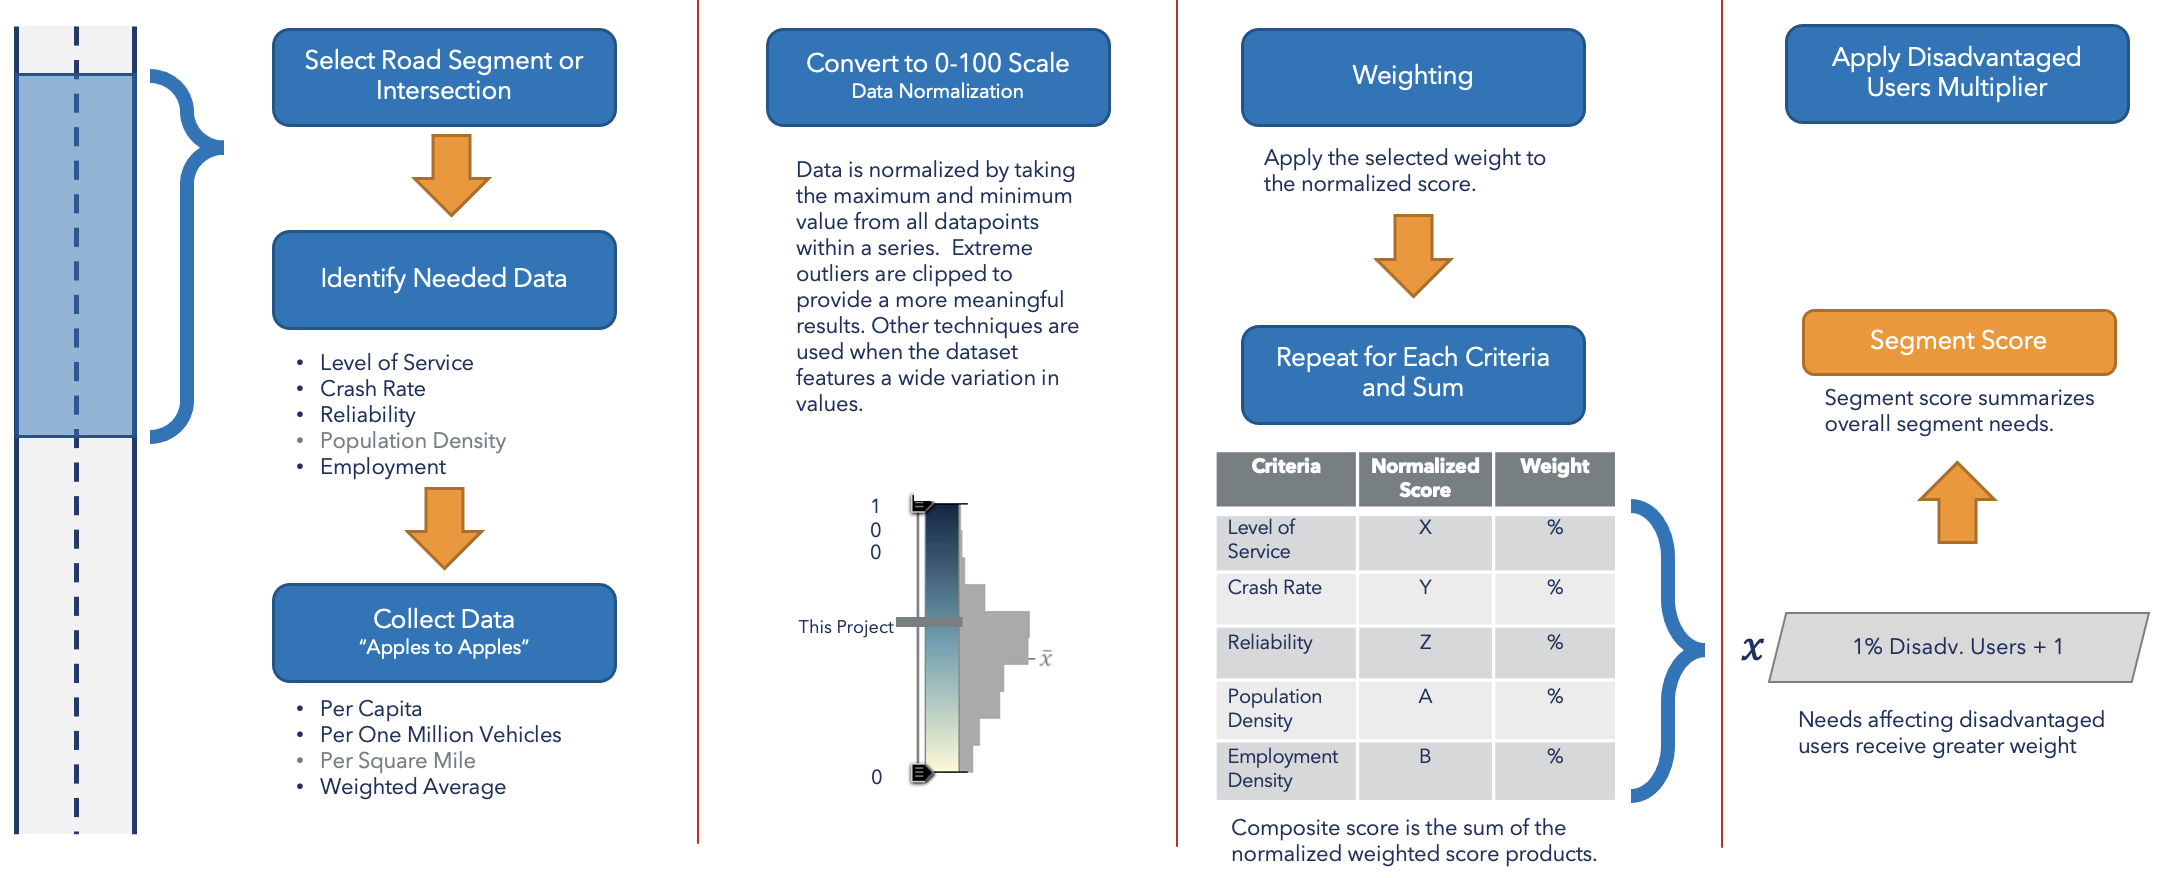 Select Road Segment or
Intersection
Identify Needed Data
• Level of Service
• Crash Rate
• Reliability
• Population Density
• Employment
Collect Data
“Apples to Apples”
• Per Capita
• Per One Million Vehicles
• Per Square Mile
• Weighted Average
Convert to 0-100 Scale
Data Normalization
Data is normalized by taking
the maximum and minimum
value from all datapoints
within a series.  Extreme
outliers are clipped to
provide a more meaningful
results. Other techniques are
used when the dataset
features a wide variation in
values.
1
0
0
This Project
x̄
0
Weighting
Apply the selected weight to
the normalized score.
Repeat for Each Criteria
and Sum
Criteria Normalized Weight
Score
Level of X %
Service
Crash Rate Y %
Reliability Z %
Population A %
Density
Employment B %
Density
Composite score is the sum of the
normalized weighted score products.
Apply Disadvantaged
Users Multiplier
Segment Score
Segment score summarizes
overall segment needs.
x 1% Disadv. Users + 1
Needs affecting disadvantaged
users receive greater weight